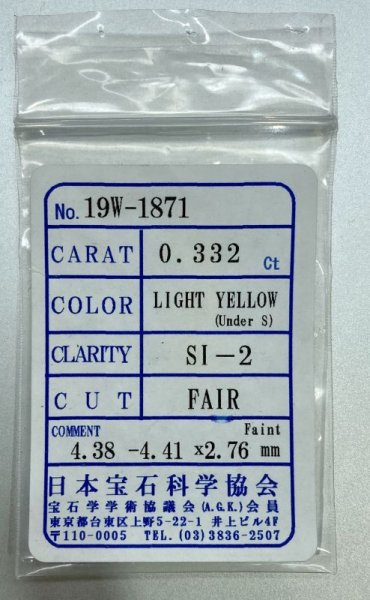 No. 19W-1871
CARAT 0.332 Ct
COLOR LIGHT YELLOW
(Under S)
CLARITY SI-2
CUT FAIR
COMMENT Faint
4.38 -4.41 ×2.76 mm
日本宝石科学協会
宝石学学術協議会(A.G.K.)会員
東京都台東区上野5-22-1 井上ビル4F
〒110-0005 TEL. (03)3836-2507